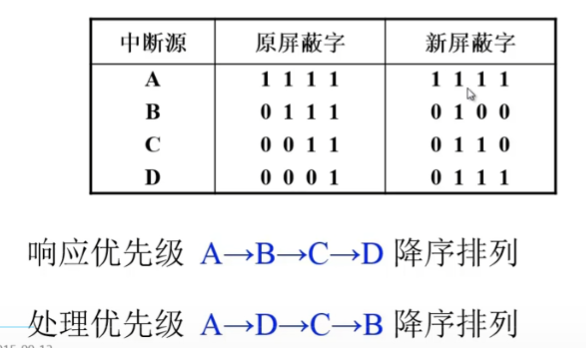 中断源 原屏蔽字 新屏蔽字
A 1 1 1 1 1 1 1 1
B 0 1 1 1 0 1 0 0
C 0 0 1 1 0 1 1 0
D 0 0 0 1 0 1 1 1
响应优先级 A→B→C→D 降序排列
处理优先级 A→D→C→B 降序排列